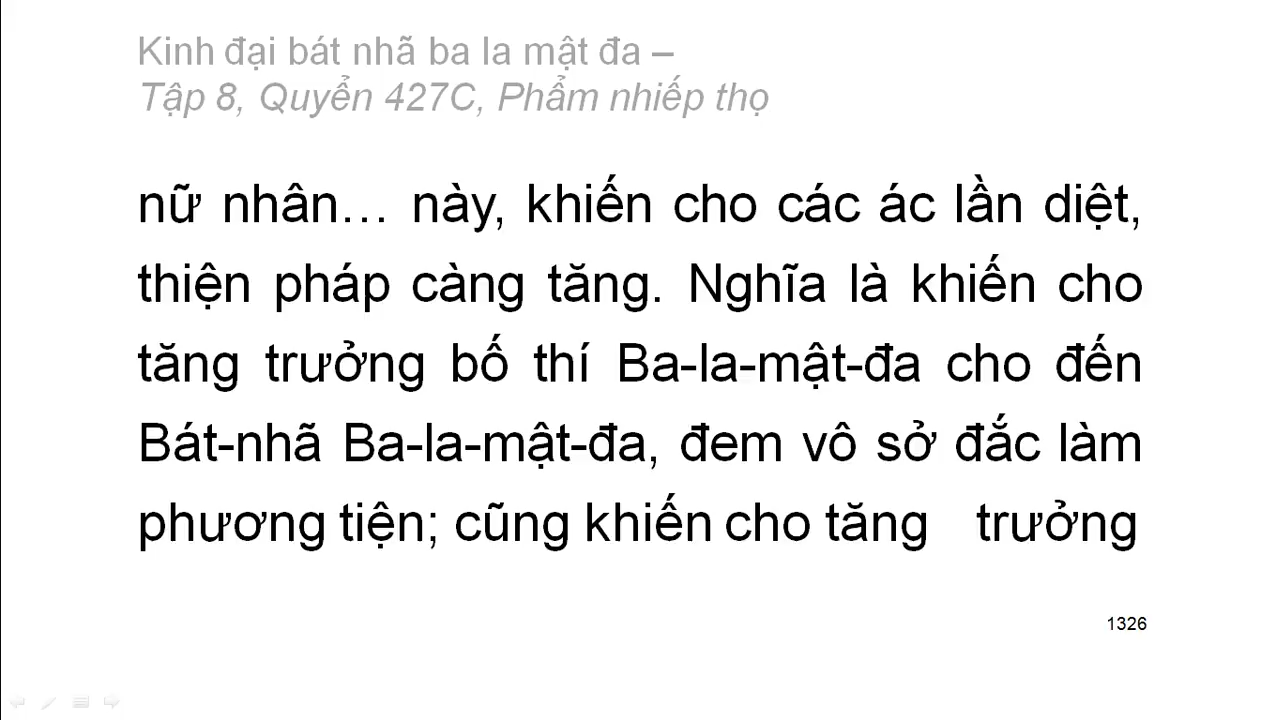 Kinh đại bát nhã ba la mật đa –
Tập 8, Quyển 427C, Phẩm nhiếp thọ
nữ nhân… này, khiến cho các ác lần diệt,
thiện pháp càng tăng. Nghĩa là khiến cho
tăng trưởng bố thí Ba-la-mật-đa cho đến
Bát-nhã Ba-la-mật-đa, đem vô sở đắc làm
phương tiện; cũng khiến cho tăng trưởng
1326